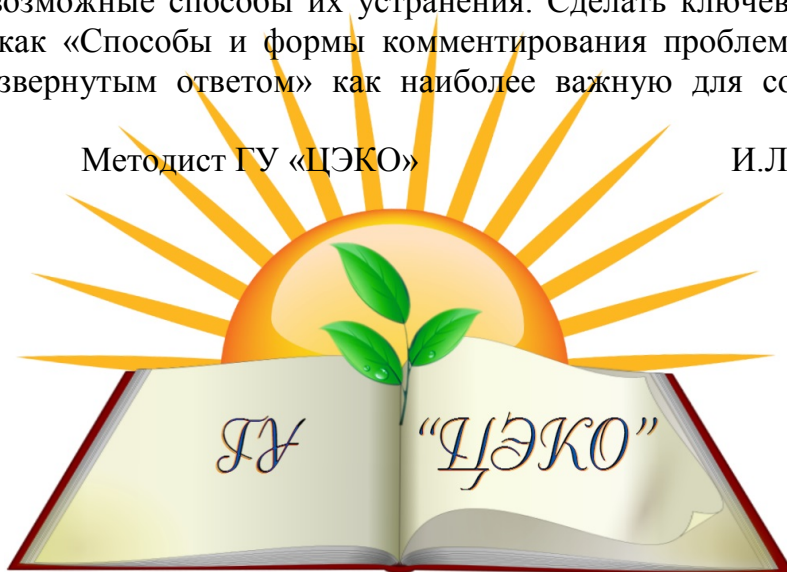 возможные способы их устранения. Сделать ключев
как «Способы и формы комментирования проблем
звернутым ответом» как наиболее важную для со
Методист ГУ «ЦЭКО» И.Л
ГУ "ЦЭКО"